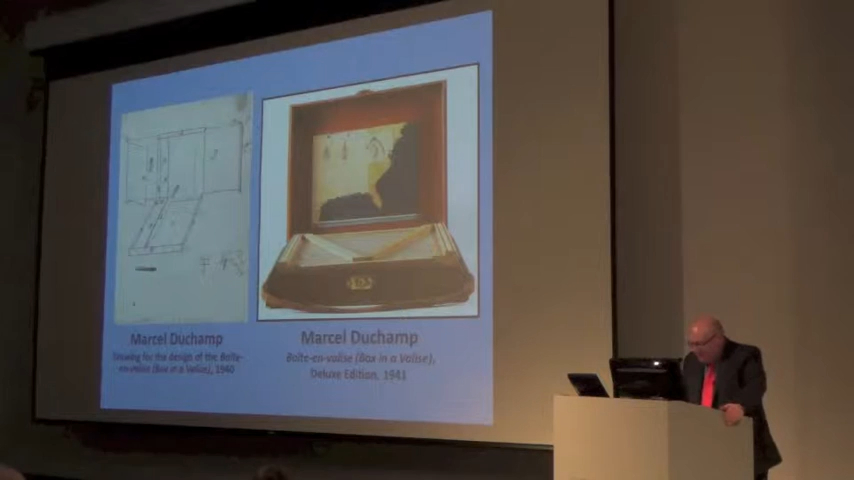 Marcel Duchamp
Drawing for the design of the Boîte-
en-valise (Box in a Valise), 1940
Marcel Duchamp
Boîte-en-valise (Box in a Valise),
Deluxe Edition, 1941